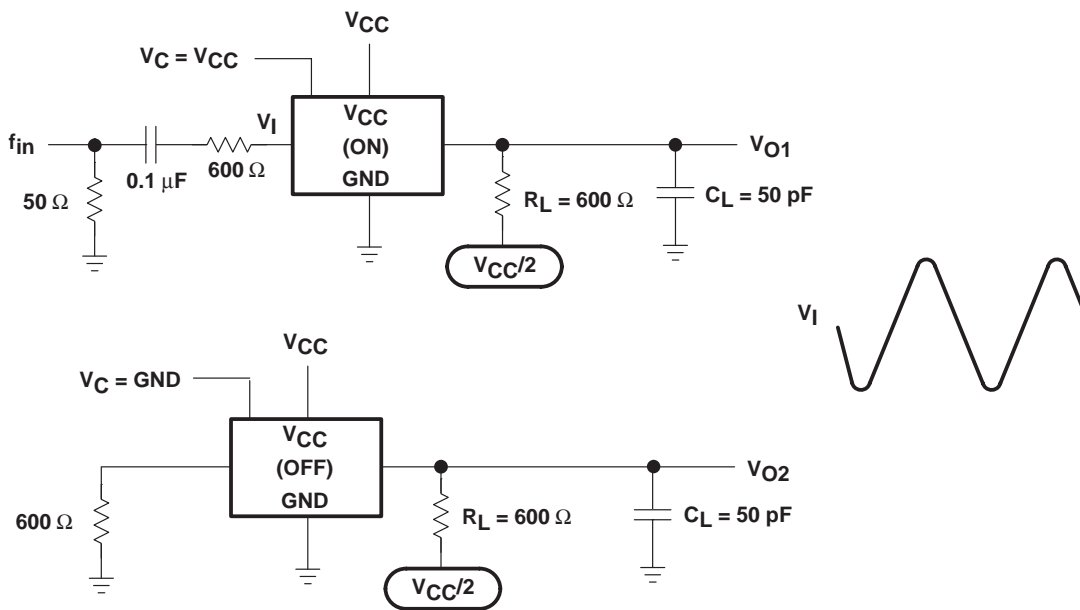 VCC
VC = VCC
fin
50 Ω
0.1 μF
600 Ω
VI
VCC
(ON)
GND
RL = 600 Ω
VCC/2
CL = 50 pF
VO1
VI
VCC
VC = GND
600 Ω
VCC
(OFF)
GND
RL = 600 Ω
VCC/2
CL = 50 pF
VO2